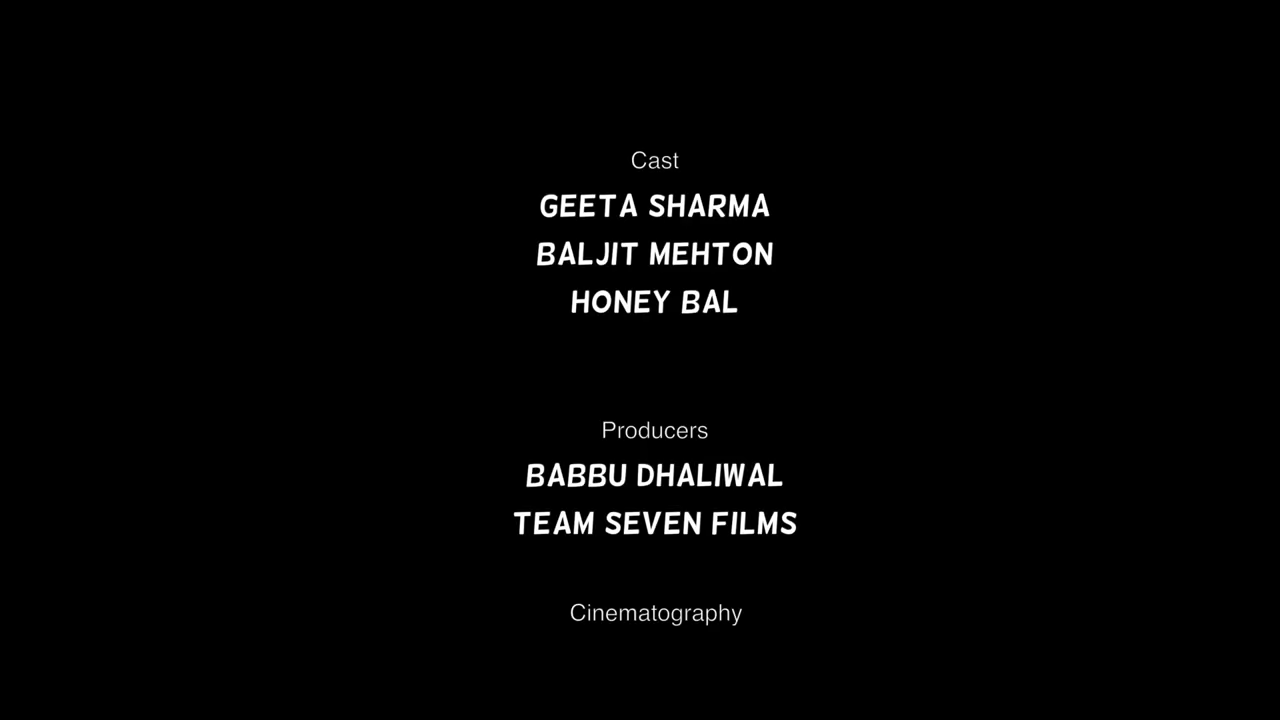 Cast
GEETA SHARMA
BALJIT MEHTON
HONEY BAL
Producers
BABBU DHALIWAL
TEAM SEVEN FILMS
Cinematography